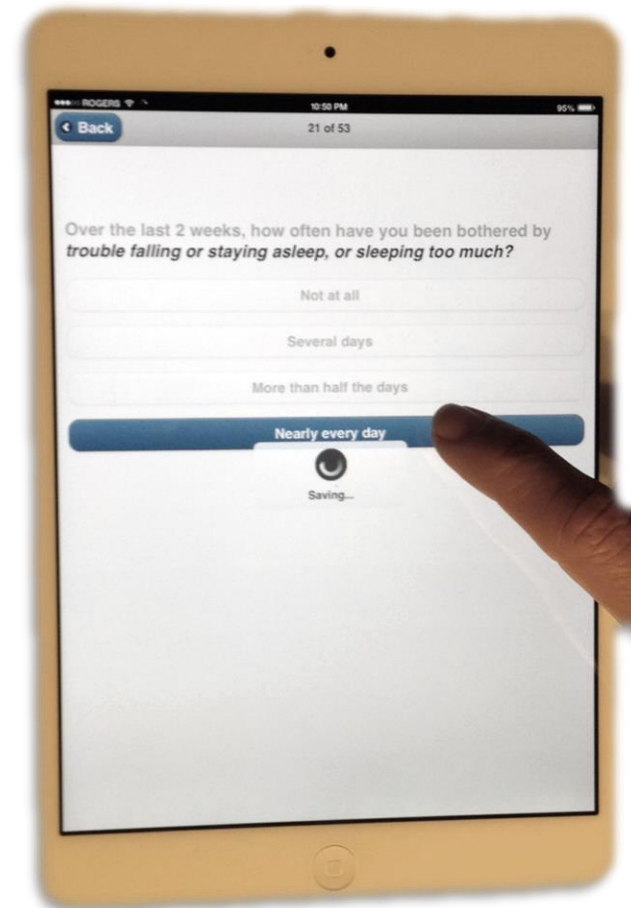 ROGERS 10:50 PM 95%
Back 21 of 53
Over the last 2 weeks, how often have you been bothered by
trouble falling or staying asleep, or sleeping too much?
Not at all
Several days
More than half the days
Nearly every day
Saving...